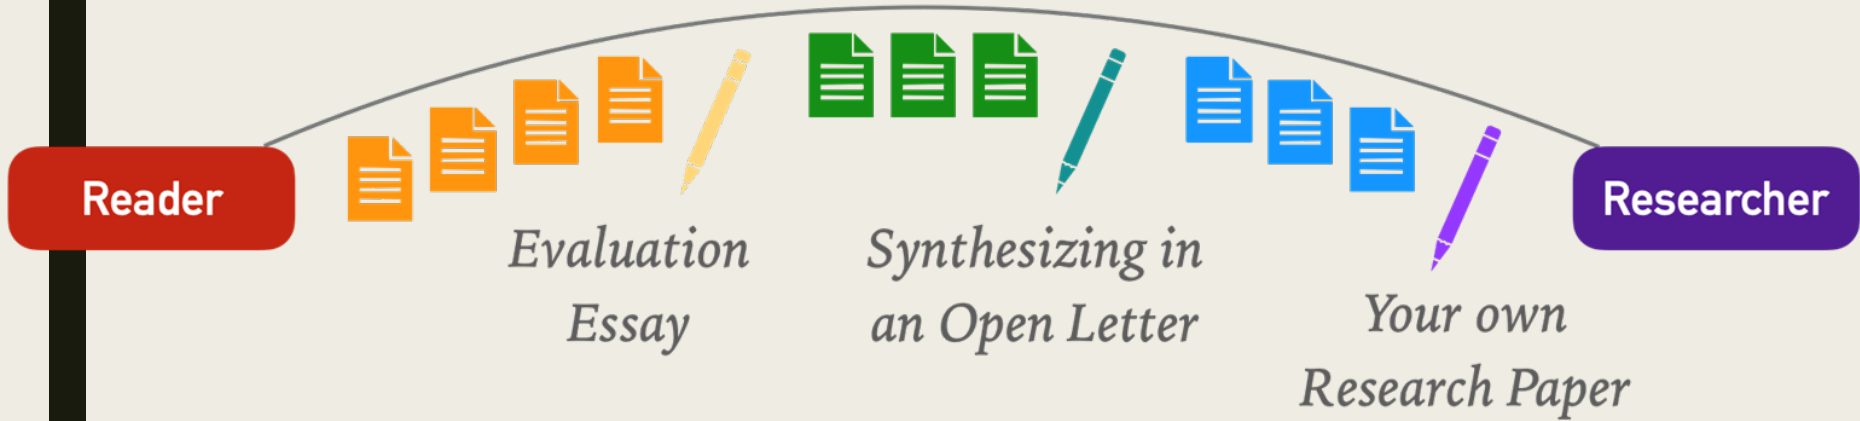 Reader
Evaluation
Essay
Synthesizing in
an Open Letter
Your own
Research Paper
Researcher